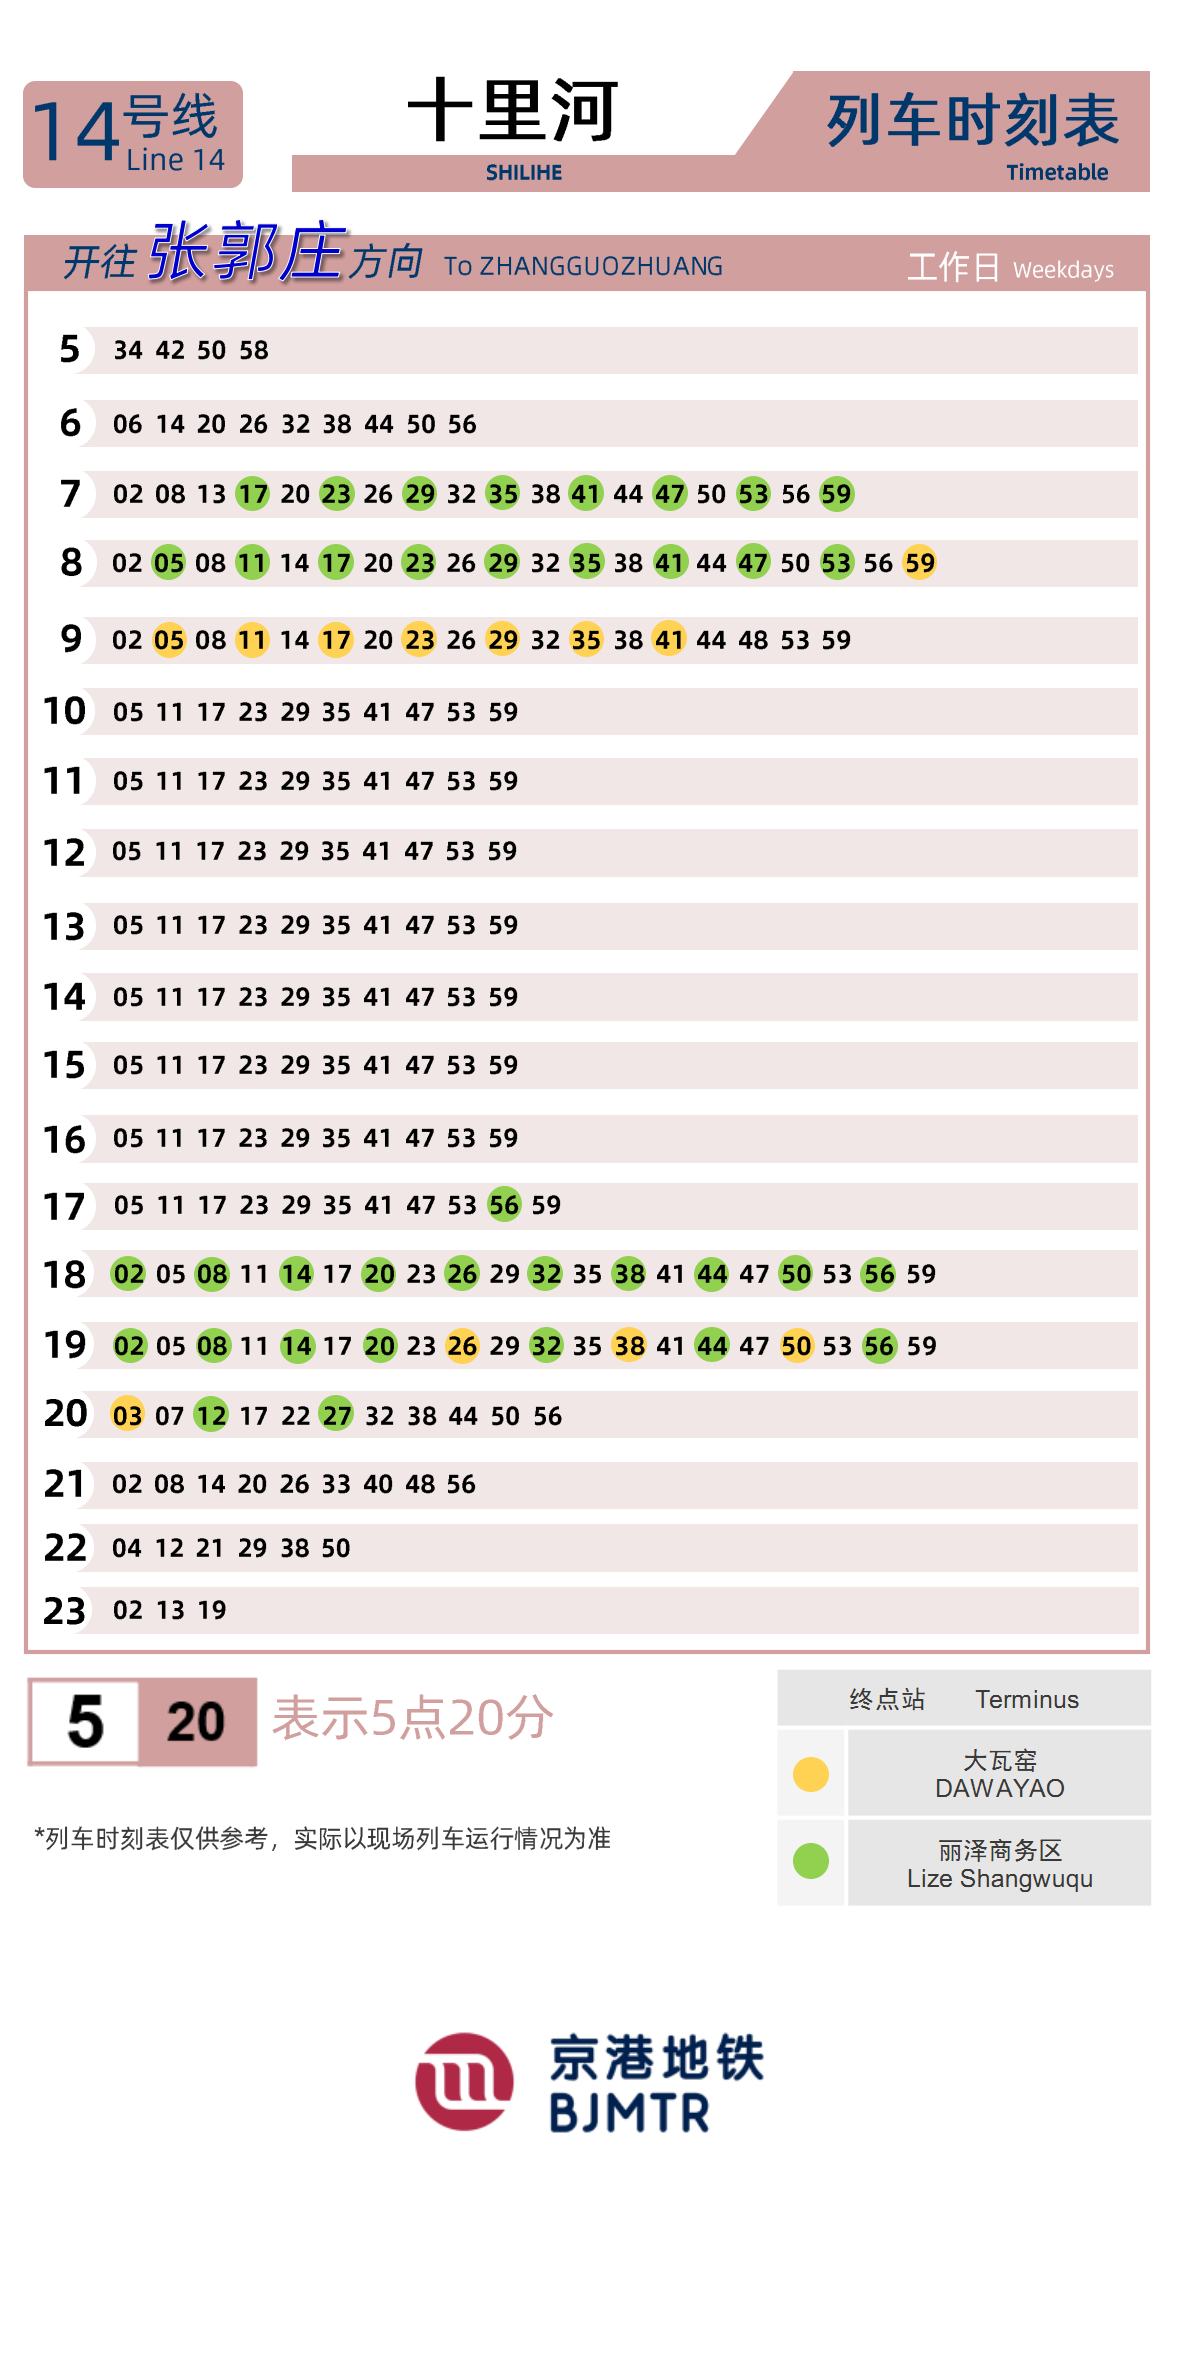 14号线
Line 14
十里河
SHILIHE
列车时刻表
Timetable
开往 张郭庄 方向 To ZHANGGUOZHUANG 工作日 Weekdays
5 34 42 50 58
6 06 14 20 26 32 38 44 50 56
7 02 08 13 17 20 23 26 29 32 35 38 41 44 47 50 53 56 59
8 02 05 08 11 14 17 20 23 26 29 32 35 38 41 44 47 50 53 56 59
9 02 05 08 11 14 17 20 23 26 29 32 35 38 41 44 48 53 59
10 05 11 17 23 29 35 41 47 53 59
11 05 11 17 23 29 35 41 47 53 59
12 05 11 17 23 29 35 41 47 53 59
13 05 11 17 23 29 35 41 47 53 59
14 05 11 17 23 29 35 41 47 53 59
15 05 11 17 23 29 35 41 47 53 59
16 05 11 17 23 29 35 41 47 53 59
17 05 11 17 23 29 35 41 47 53 56 59
18 02 05 08 11 14 17 20 23 26 29 32 35 38 41 44 47 50 53 56 59
19 02 05 08 11 14 17 20 23 26 29 32 35 38 41 44 47 50 53 56 59
20 03 07 12 17 22 27 32 38 44 50 56
21 02 08 14 20 26 33 40 48 56
22 04 12 21 29 38 50
23 02 13 19
5 20 表示5点20分
*列车时刻表仅供参考，实际以现场列车运行情况为准
终点站 Terminus
大瓦窑
DAWAYAO
丽泽商务区
Lize Shangwuqu
京港地铁
BJMTR